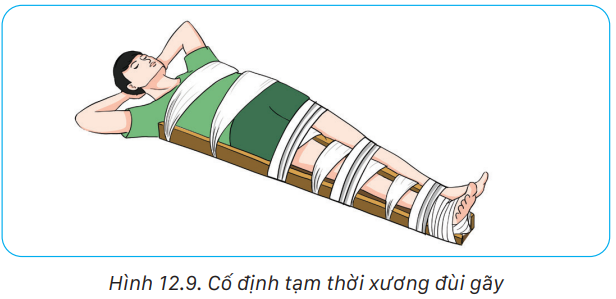 Hình 12.9. Cố định tạm thời xương đùi gãy